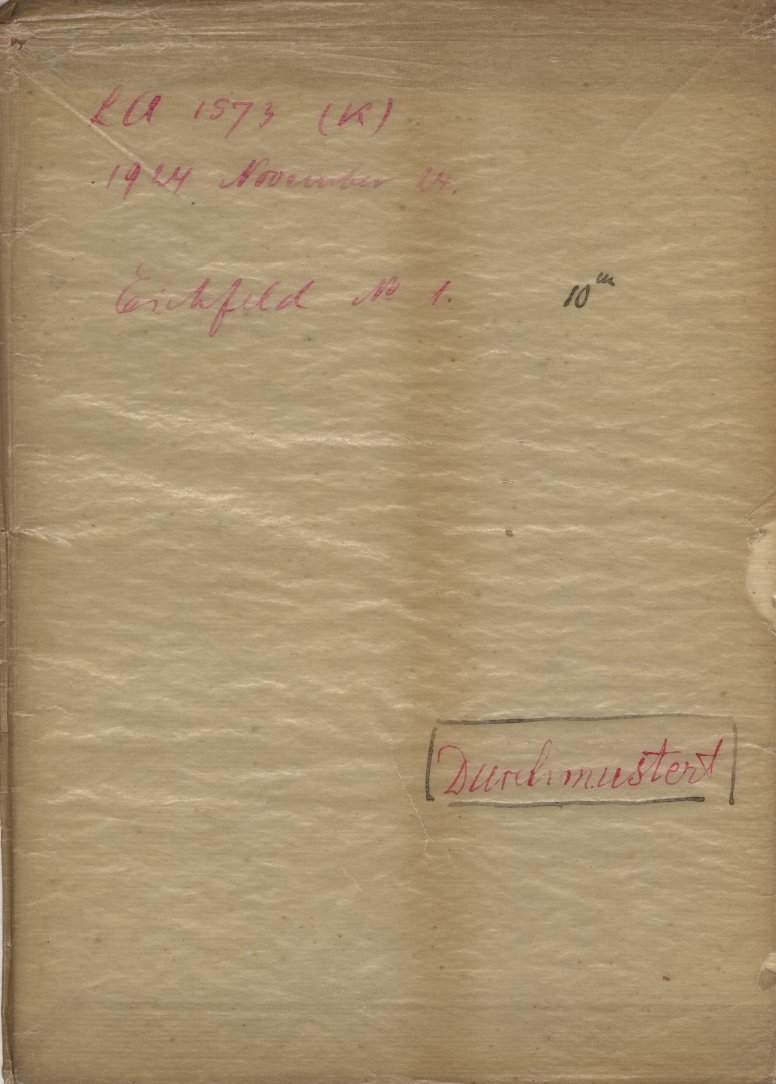 LA 1573 (K)
1924 November 24.
Eichfeld No 1. 10 m
Durchmustert